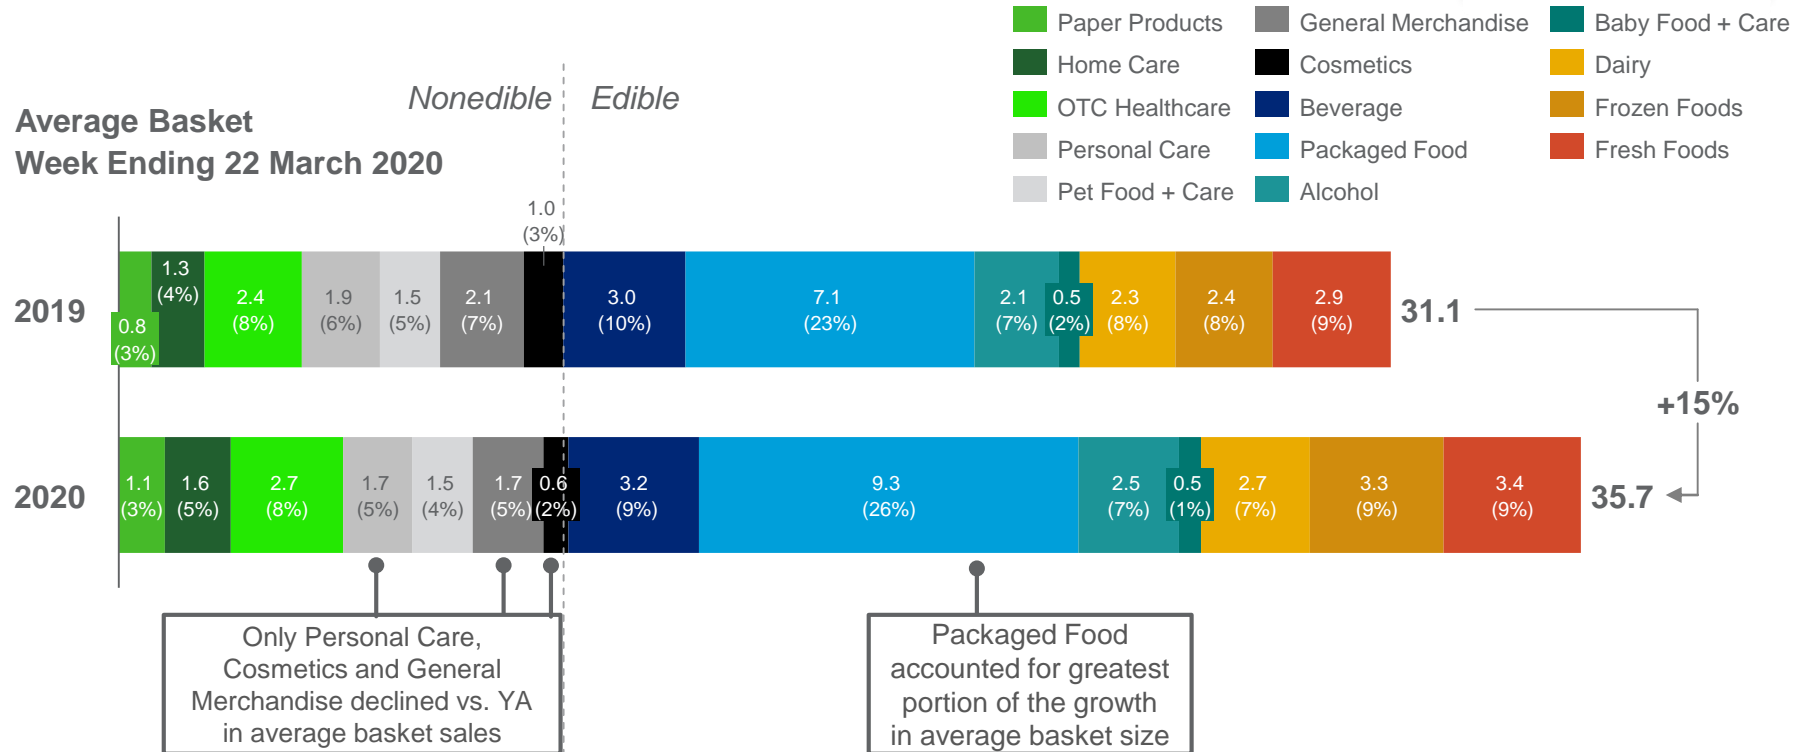 Paper Products
General Merchandise
Baby Food + Care
Home Care
Cosmetics
Dairy
OTC Healthcare
Beverage
Frozen Foods
Personal Care
Packaged Food
Fresh Foods
Pet Food + Care
Alcohol
Nonedible
Edible
Average Basket
Week Ending 22 March 2020
2019
0.8
(3%)
1.3
(4%)
2.4
(8%)
1.9
(6%)
1.5
(5%)
2.1
(7%)
1.0
(3%)
3.0
(10%)
7.1
(23%)
2.1
(7%)
0.5
(2%)
2.3
(8%)
2.4
(8%)
2.9
(9%)
31.1
+15%
2020
1.1
(3%)
1.6
(5%)
2.7
(8%)
1.7
(5%)
1.5
(4%)
1.7
(5%)
0.6
(2%)
3.2
(9%)
9.3
(26%)
2.5
(7%)
0.5
(1%)
2.7
(7%)
3.3
(9%)
3.4
(9%)
35.7
Only Personal Care,
Cosmetics and General
Merchandise declined vs. YA
in average basket sales
Packaged Food
accounted for greatest
portion of the growth
in average basket size